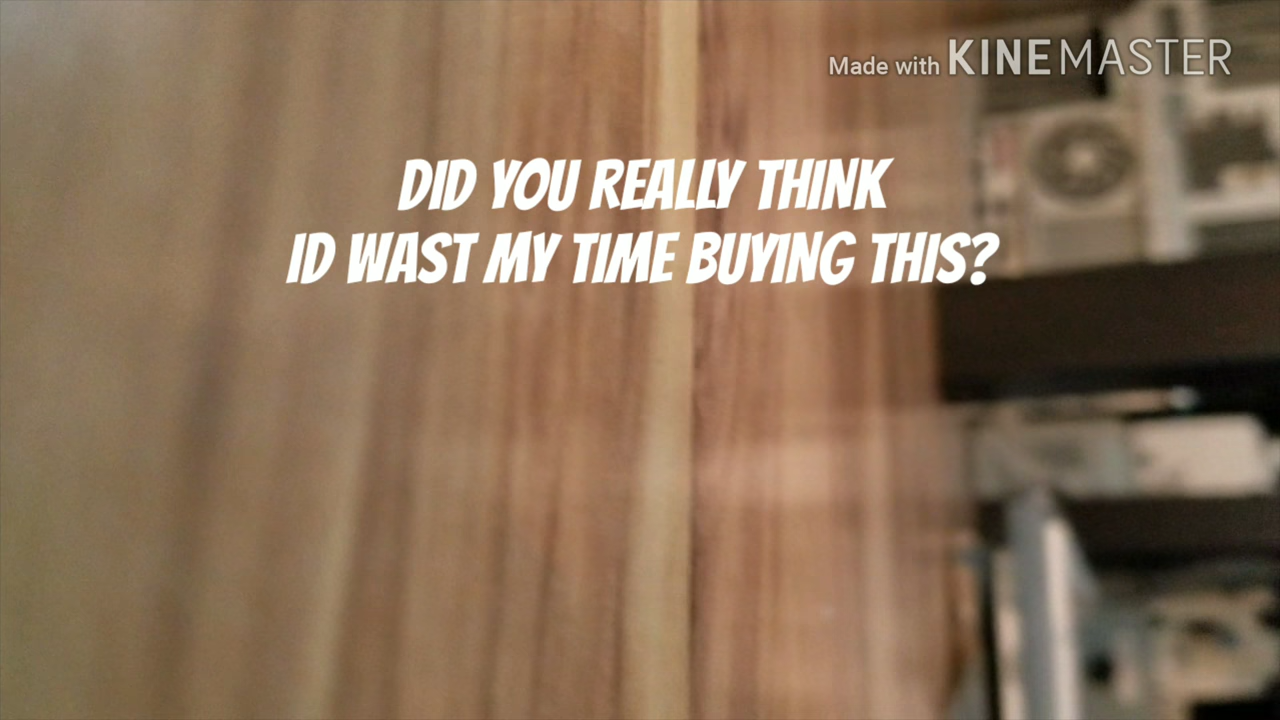 Made with KINEMASTER
DID YOU REALLY THINK
ID WAST MY TIME BUYING THIS?